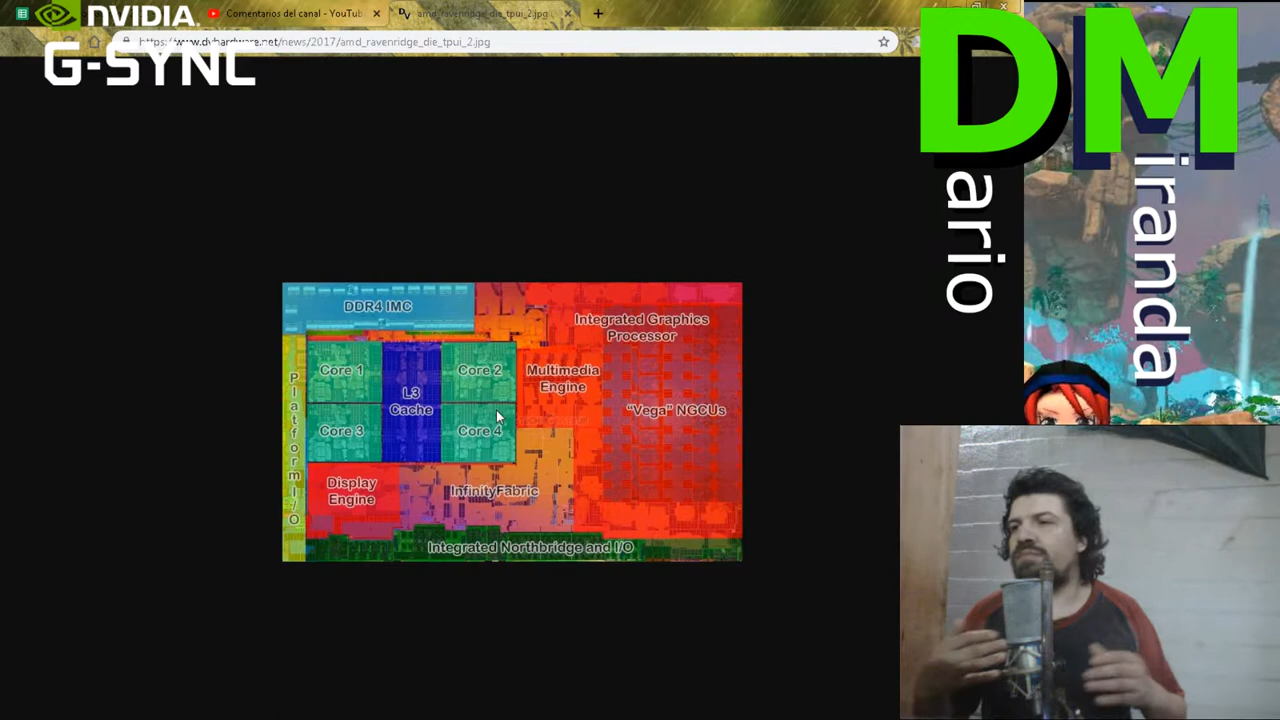 NVIDIA
G-SYNC
Comentarios del canal - YouTub
amd_ravenridge_die_tpui_2.jpg
https://www.dvhardware.net/news/2017/amd_ravenridge_die_tpui_2.jpg
DM
ario
iranda
DDR4 IMC
Integrated Graphics
Processor
Core 1
L3
Cache
Core 2
Multimedia
Engine
"Vega" NGCUs
Core 3
Core 4
Platform I/O
Display
Engine
InfinityFabric
Integrated Northbridge and I/O